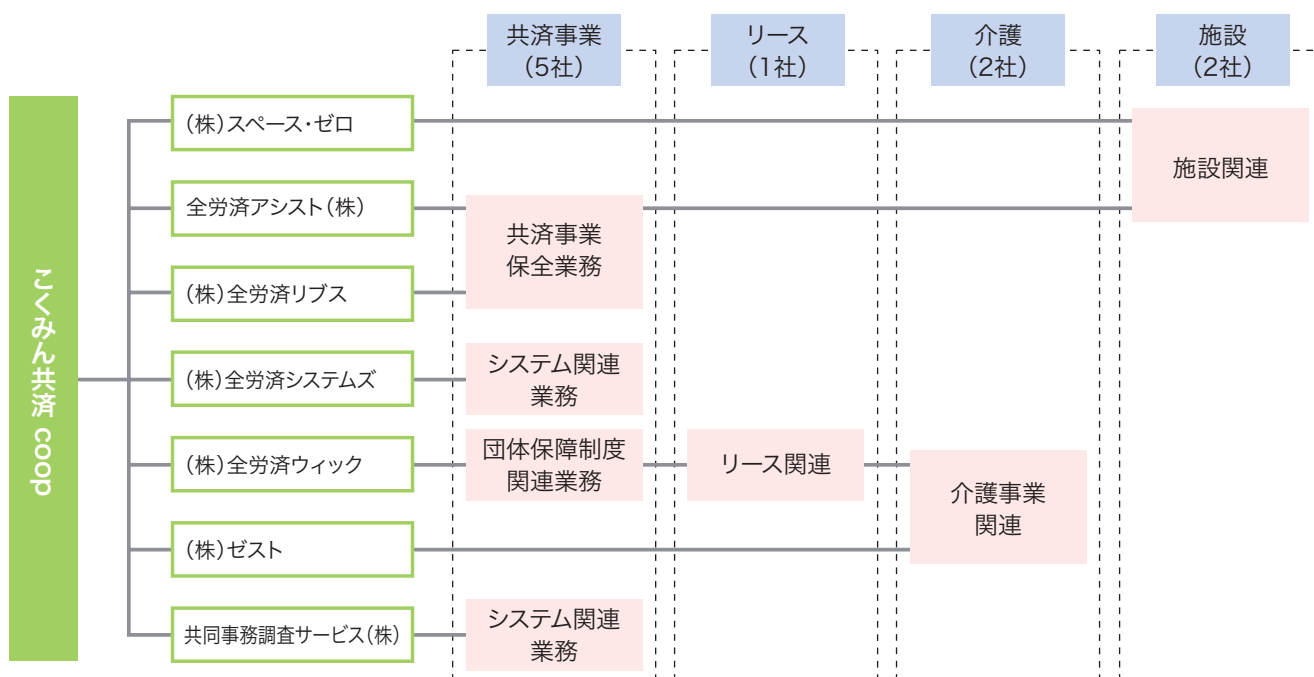 共済事業
(5社)
リース
(1社)
介護
(2社)
施設
(2社)
こくみん共済 coop
(株)スペース・ゼロ
施設関連
全労済アシスト(株)
共済事業
保全業務
(株)全労済リブス
(株)全労済システムズ
システム関連
業務
(株)全労済ウィック
団体保障制度
関連業務
リース関連
介護事業
関連
(株)ゼスト
共同事務調査サービス(株)
システム関連
業務